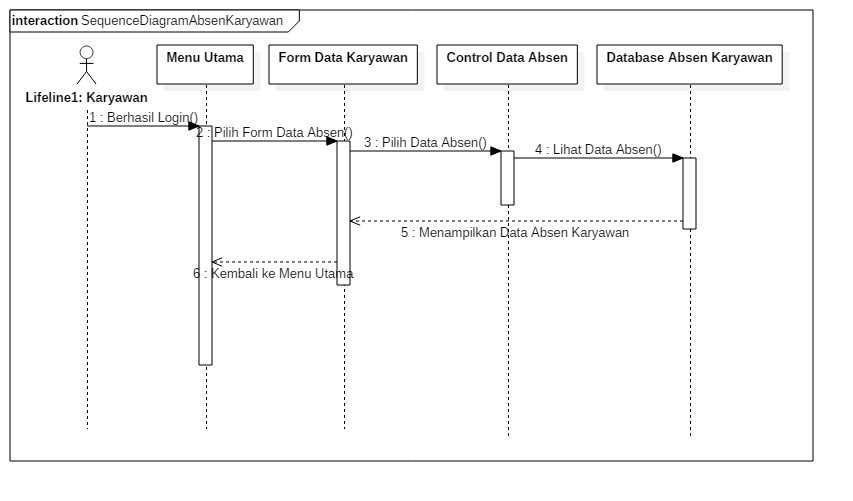 interaction SequenceDiagramAbsenKaryawan
Menu Utama
Form Data Karyawan
Control Data Absen
Database Absen Karyawan
Lifeline1: Karyawan
1 : Berhasil Login()
2 : Pilih Form Data Absen()
3 : Pilih Data Absen()
4 : Lihat Data Absen()
5 : Menampilkan Data Absen Karyawan
6 : Kembali ke Menu Utama